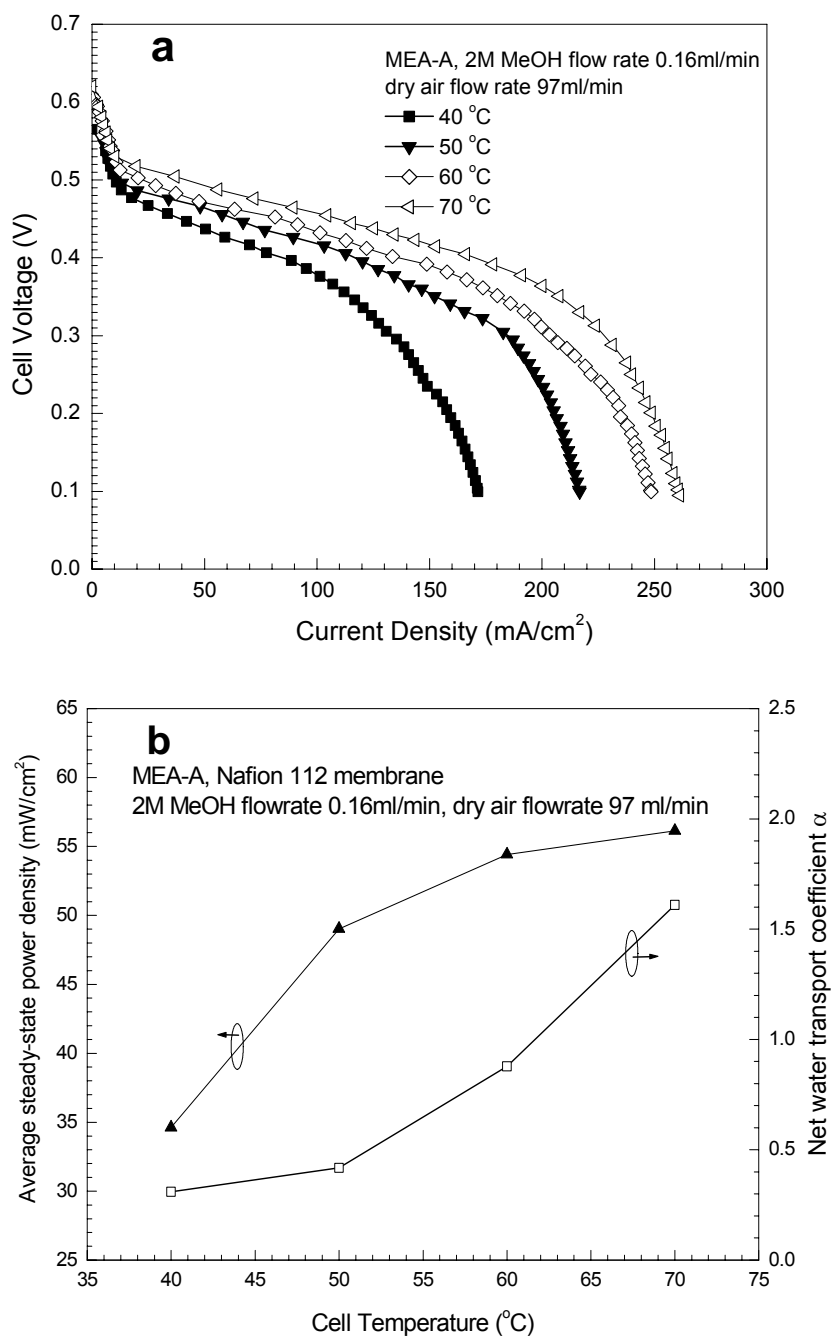 a
MEA-A, 2M MeOH flow rate 0.16ml/min
dry air flow rate 97ml/min
40 °C
50 °C
60 °C
70 °C
0.7
0.6
0.5
0.4
0.3
0.2
0.1
0.0
Cell Voltage (V)
0 50 100 150 200 250 300
Current Density (mA/cm²)
b
MEA-A, Nafion 112 membrane
2M MeOH flowrate 0.16ml/min, dry air flowrate 97 ml/min
65
60
55
50
45
40
35
30
25
Average steady-state power density (mW/cm²)
2.5
2.0
1.5
1.0
0.5
0.0
Net water transport coefficient α
35 40 45 50 55 60 65 70 75
Cell Temperature (°C)